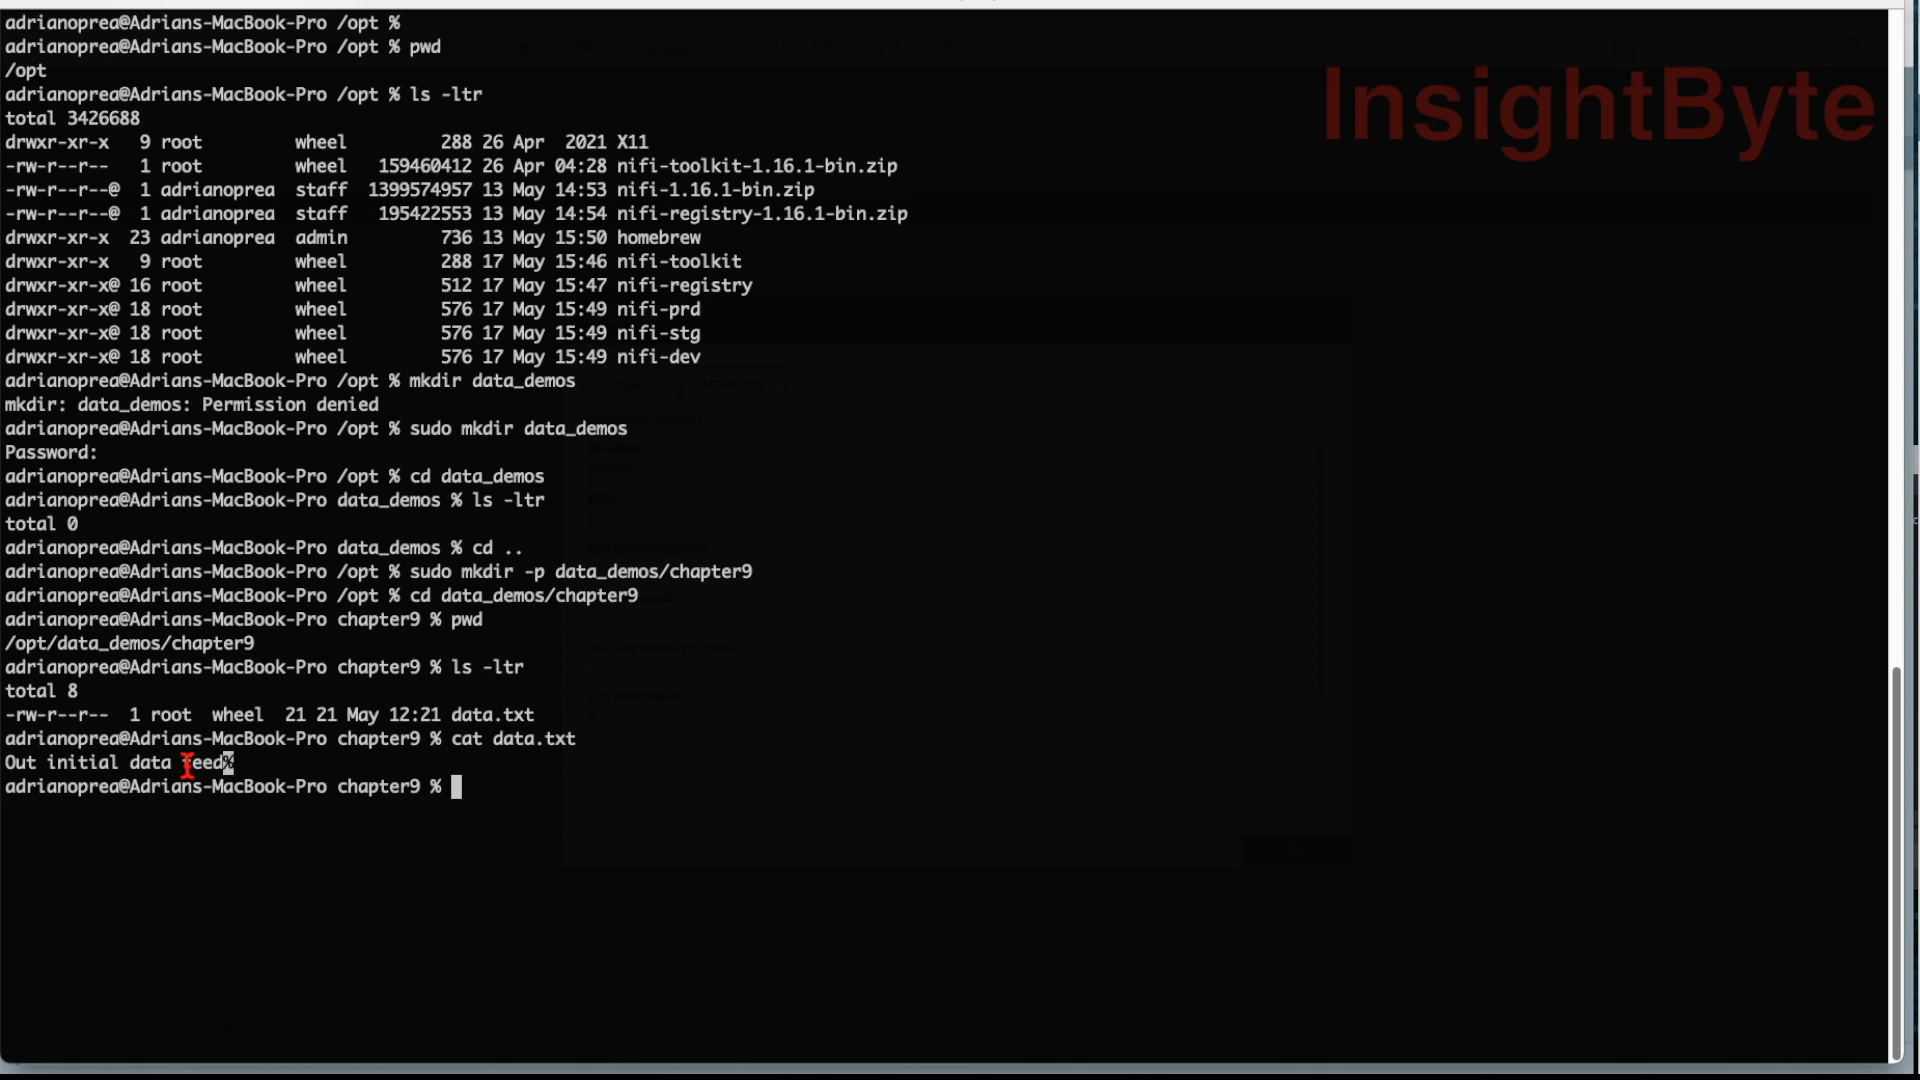 adrianoprea@Adrians-MacBook-Pro /opt %
adrianoprea@Adrians-MacBook-Pro /opt % pwd
/opt
InsightByte
adrianoprea@Adrians-MacBook-Pro /opt % ls -ltr
total 3426688
drwxr-xr-x   9 root         wheel         288 26 Apr  2021 X11
-rw-r--r--   1 root         wheel   159460412 26 Apr 04:28 nifi-toolkit-1.16.1-bin.zip
-rw-r--r--@  1 adrianoprea  staff  1399574957 13 May 14:53 nifi-1.16.1-bin.zip
-rw-r--r--@  1 adrianoprea  staff   195422553 13 May 14:54 nifi-registry-1.16.1-bin.zip
drwxr-xr-x  23 adrianoprea  admin         736 13 May 15:50 homebrew
drwxr-xr-x   9 root         wheel         288 17 May 15:46 nifi-toolkit
drwxr-xr-x@ 16 root         wheel         512 17 May 15:47 nifi-registry
drwxr-xr-x@ 18 root         wheel         576 17 May 15:49 nifi-prd
drwxr-xr-x@ 18 root         wheel         576 17 May 15:49 nifi-stg
drwxr-xr-x@ 18 root         wheel         576 17 May 15:49 nifi-dev
adrianoprea@Adrians-MacBook-Pro /opt % mkdir data_demos
mkdir: data_demos: Permission denied
adrianoprea@Adrians-MacBook-Pro /opt % sudo mkdir data_demos
Password:
adrianoprea@Adrians-MacBook-Pro /opt % cd data_demos
adrianoprea@Adrians-MacBook-Pro data_demos % ls -ltr
total 0
adrianoprea@Adrians-MacBook-Pro data_demos % cd ..
adrianoprea@Adrians-MacBook-Pro /opt % sudo mkdir -p data_demos/chapter9
adrianoprea@Adrians-MacBook-Pro /opt % cd data_demos/chapter9
adrianoprea@Adrians-MacBook-Pro chapter9 % pwd
/opt/data_demos/chapter9
adrianoprea@Adrians-MacBook-Pro chapter9 % ls -ltr
total 8
-rw-r--r--  1 root  wheel  21 21 May 12:21 data.txt
adrianoprea@Adrians-MacBook-Pro chapter9 % cat data.txt
Out initial data feed%
adrianoprea@Adrians-MacBook-Pro chapter9 %